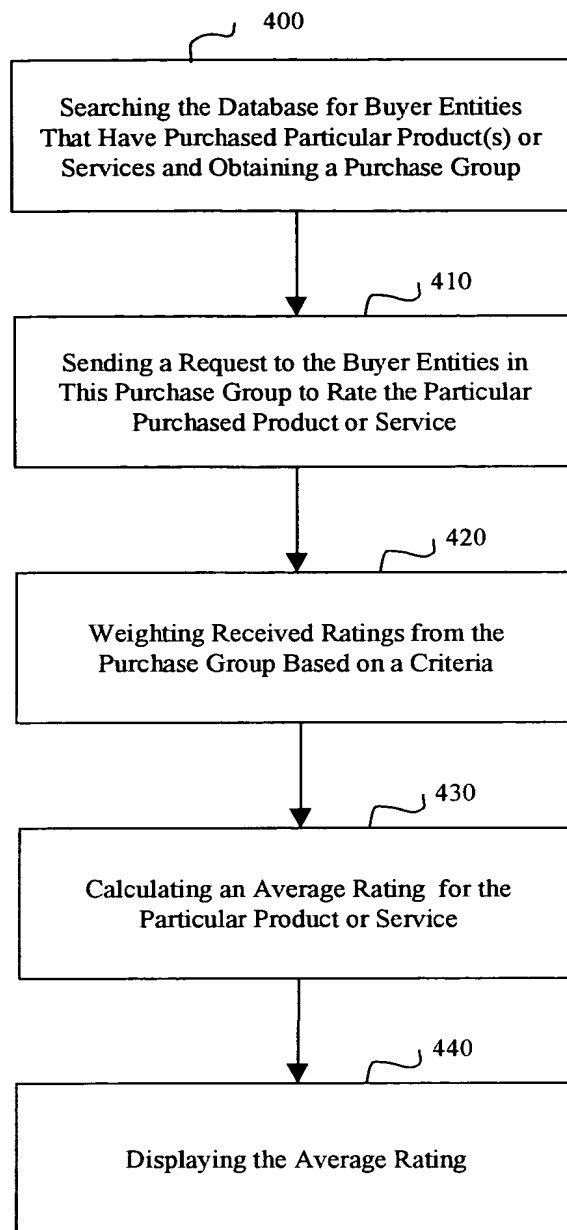 400
Searching the Database for Buyer Entities
That Have Purchased Particular Product(s) or
Services and Obtaining a Purchase Group
410
Sending a Request to the Buyer Entities in
This Purchase Group to Rate the Particular
Purchased Product or Service
420
Weighting Received Ratings from the
Purchase Group Based on a Criteria
430
Calculating an Average Rating for the
Particular Product or Service
440
Displaying the Average Rating